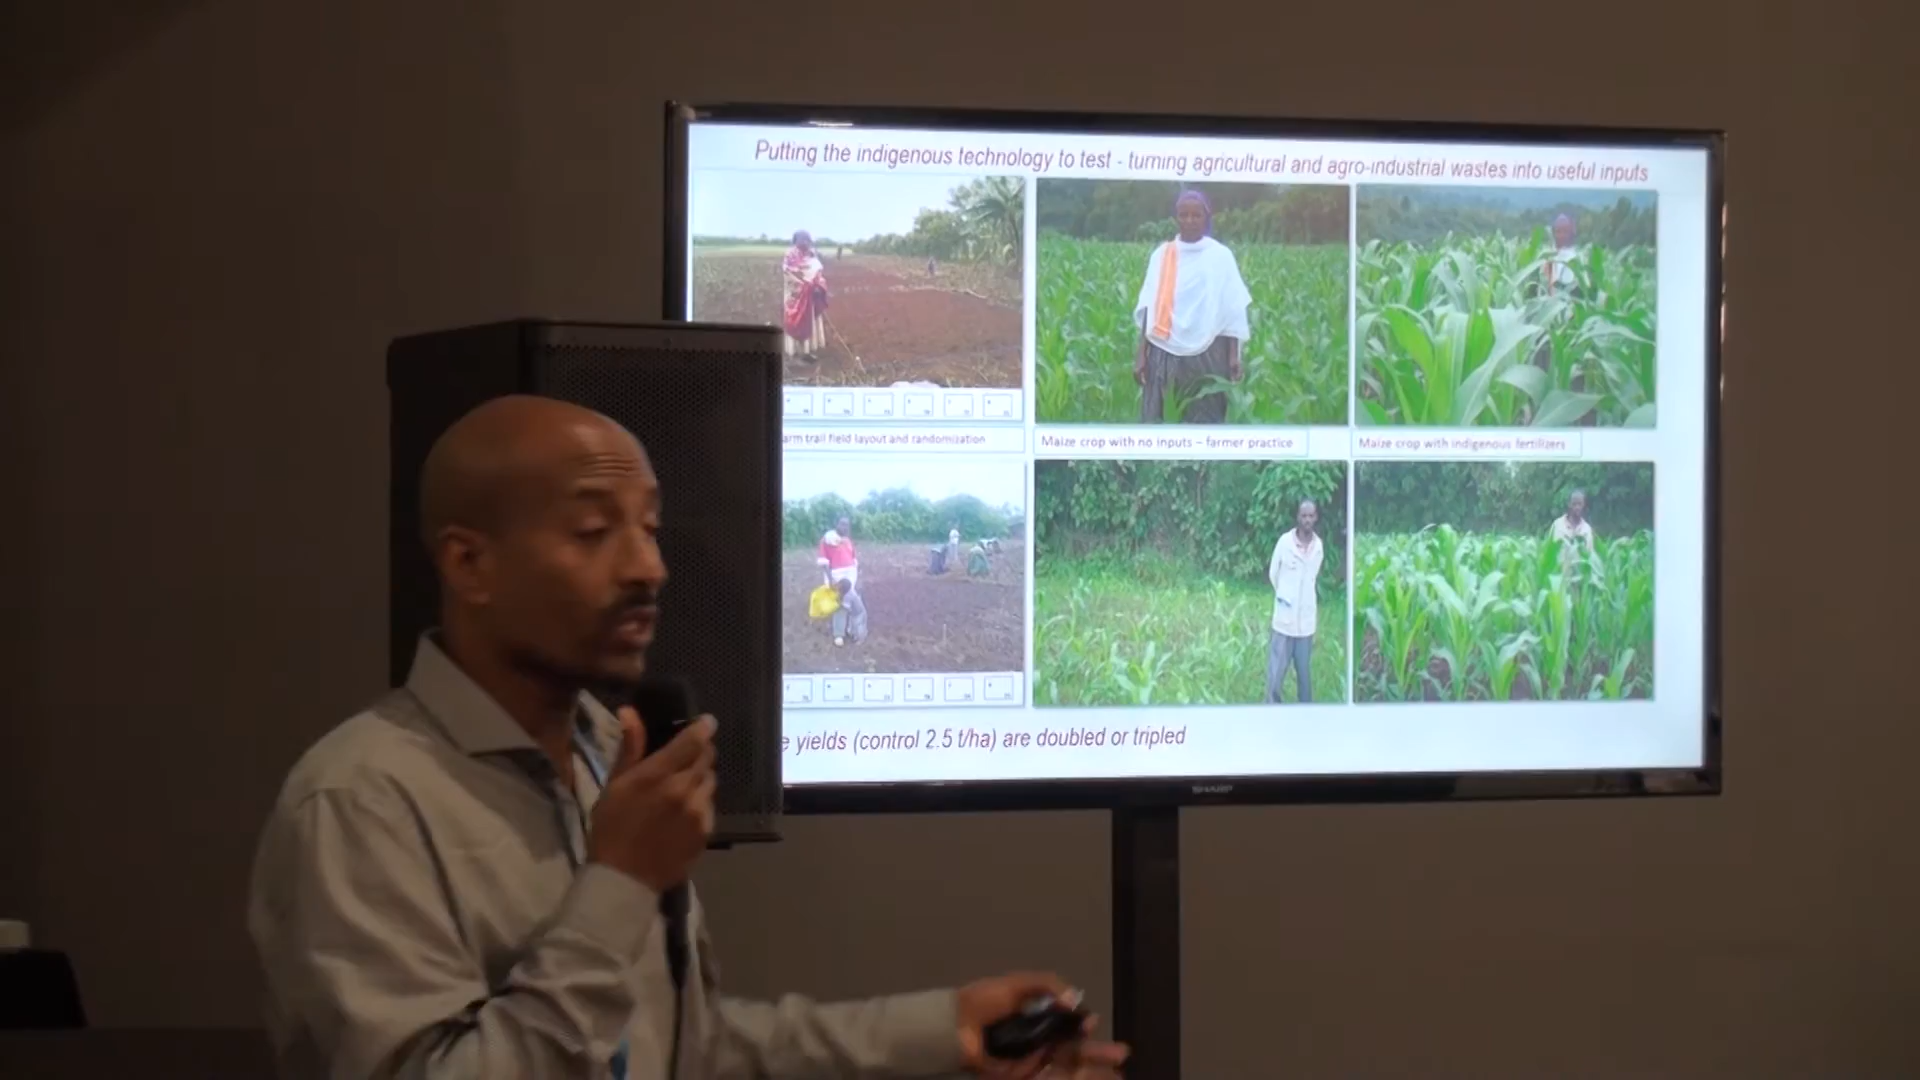 Putting the indigenous technology to test - turning agricultural and agro-industrial wastes into useful inputs
arm trail field layout and randomization
Maize crop with no inputs – farmer practice
Maize crop with indigenous fertilizers
e yields (control 2.5 t/ha) are doubled or tripled
SHARP